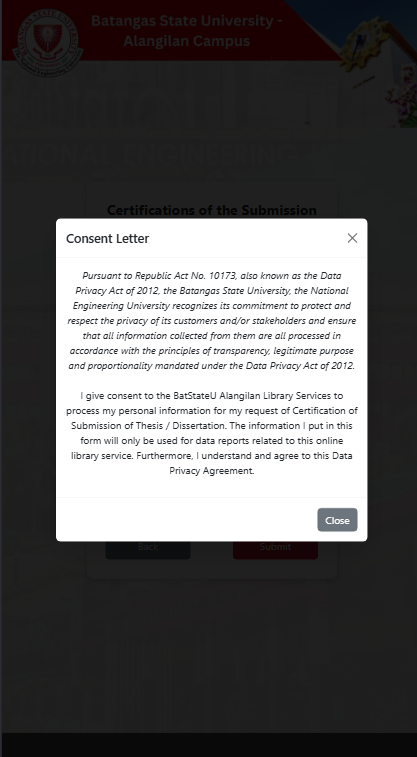 Batangas State University -
Alangilan Campus
Certifications of the Submission
Consent Letter
Pursuant to Republic Act No. 10173, also known as the Data
Privacy Act of 2012, the Batangas State University, the National
Engineering University recognizes its commitment to protect and
respect the privacy of its customers and/or stakeholders and ensure
that all information collected from them are all processed in
accordance with the principles of transparency, legitimate purpose
and proportionality mandated under the Data Privacy Act of 2012.
I give consent to the BatStateU Alangilan Library Services to
process my personal information for my request of Certification of
Submission of Thesis / Dissertation. The information I put in this
form will only be used for data reports related to this online
library service. Furthermore, I understand and agree to this Data
Privacy Agreement.
Close
Back
Submit